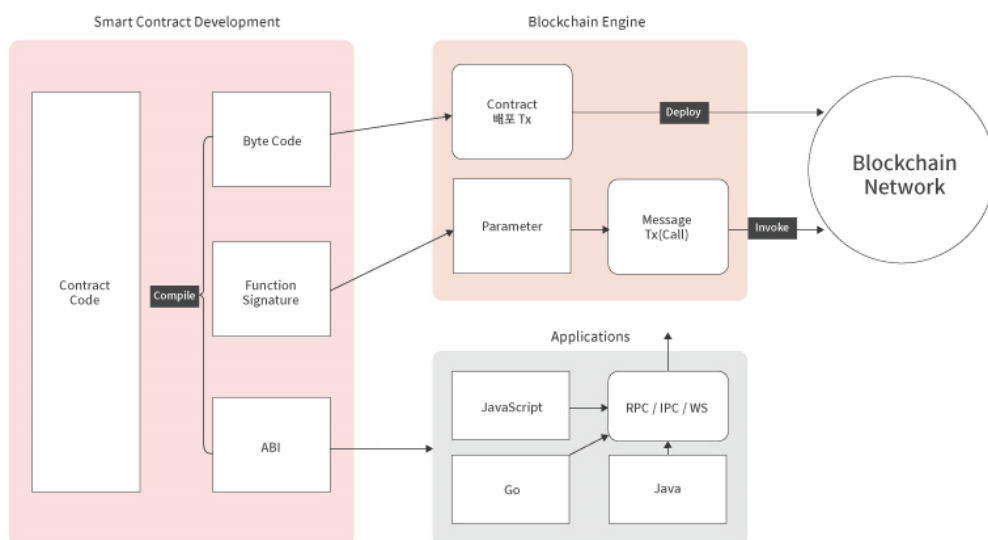 Smart Contract Development
Blockchain Engine
Contract
Code
Compile
Byte Code
Function
Signature
ABI
Contract
배포 Tx
Deploy
Parameter
Message
Tx(Call)
Invoke
Blockchain
Network
Applications
JavaScript
RPC / IPC / WS
Go
Java